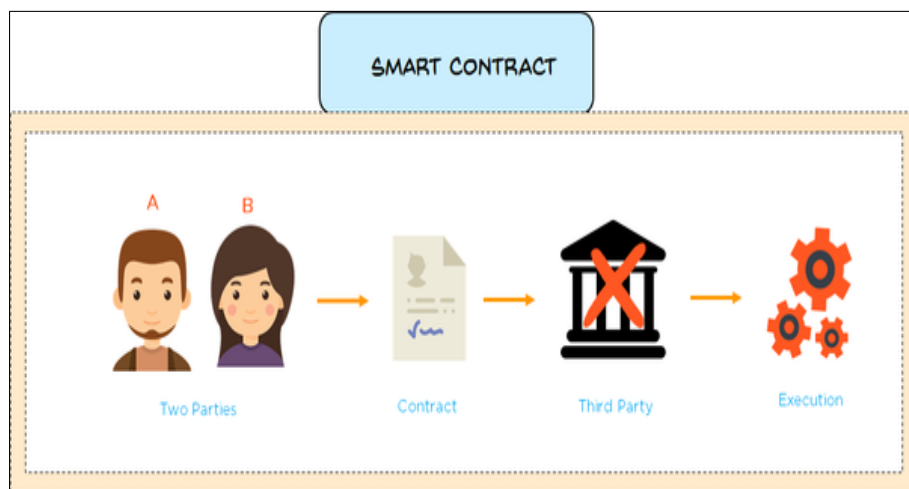 SMART CONTRACT
A
B
Two Parties
Contract
Third Party
Execution